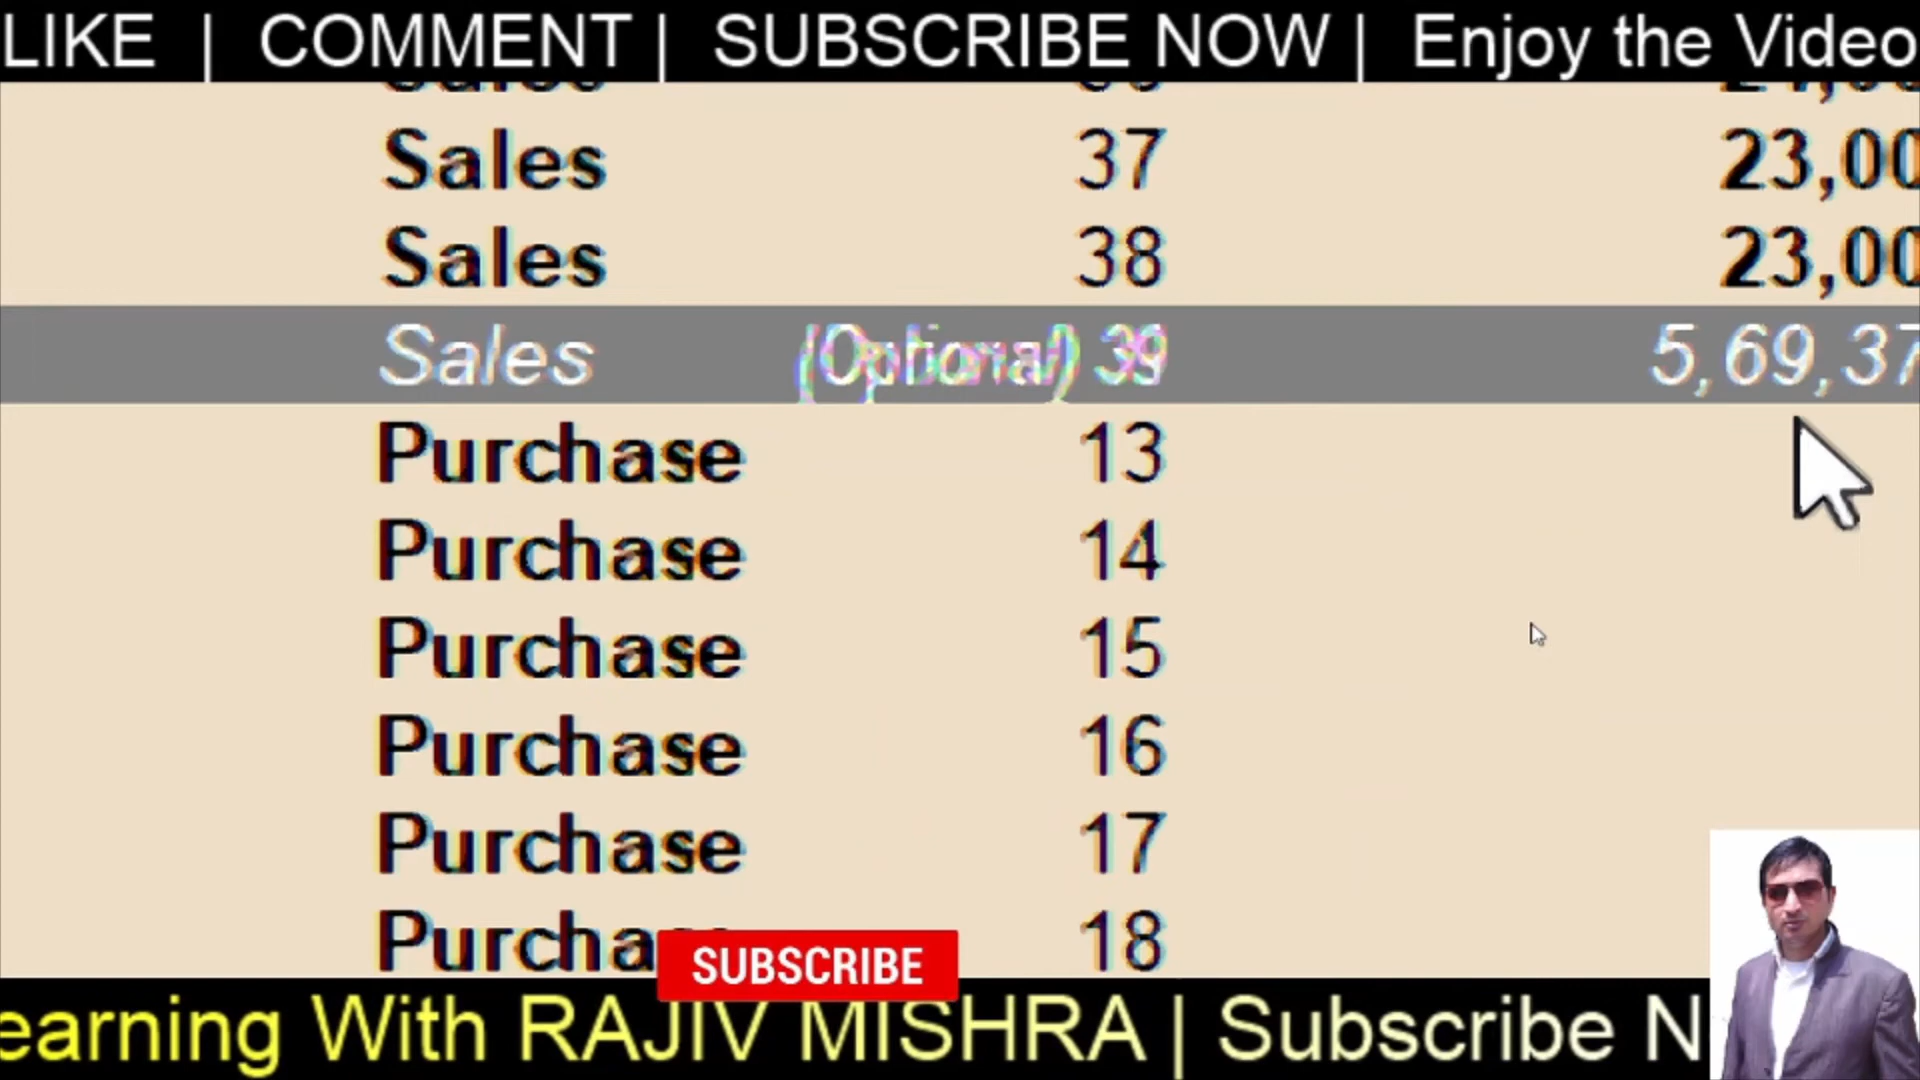 LIKE | COMMENT | SUBSCRIBE NOW | Enjoy the Video
Sales 37 23,00
Sales 38 23,00
Sales (Optional) 39 5,69,37
Purchase 13
Purchase 14
Purchase 15
Purchase 16
Purchase 17
Purcha 18
SUBSCRIBE
earning With RAJIV MISHRA | Subscribe N